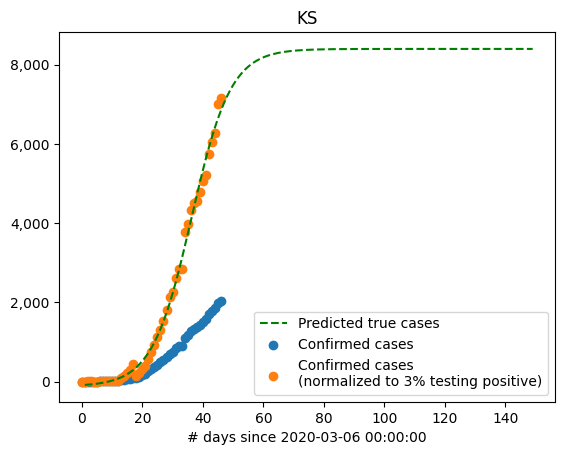 KS
8,000
6,000
4,000
2,000
0
0 20 40 60 80 100 120 140
# days since 2020-03-06 00:00:00
Predicted true cases
Confirmed cases
Confirmed cases
(normalized to 3% testing positive)